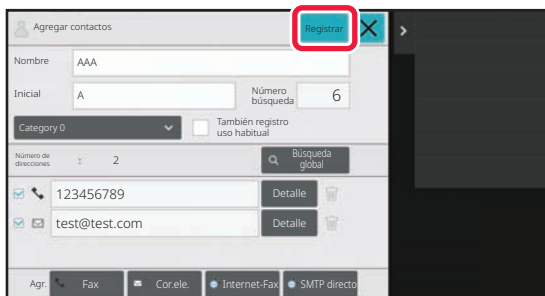 Agregar contactos
Registrar
Nombre
AAA
Inicial
A
Número
búsqueda
6
Category 0
También registro
uso habitual
Número de
direcciones
:
2
Búsqueda
global
123456789
Detalle
test@test.com
Detalle
Agr.
Fax
Cor.ele.
Internet-Fax
SMTP directo